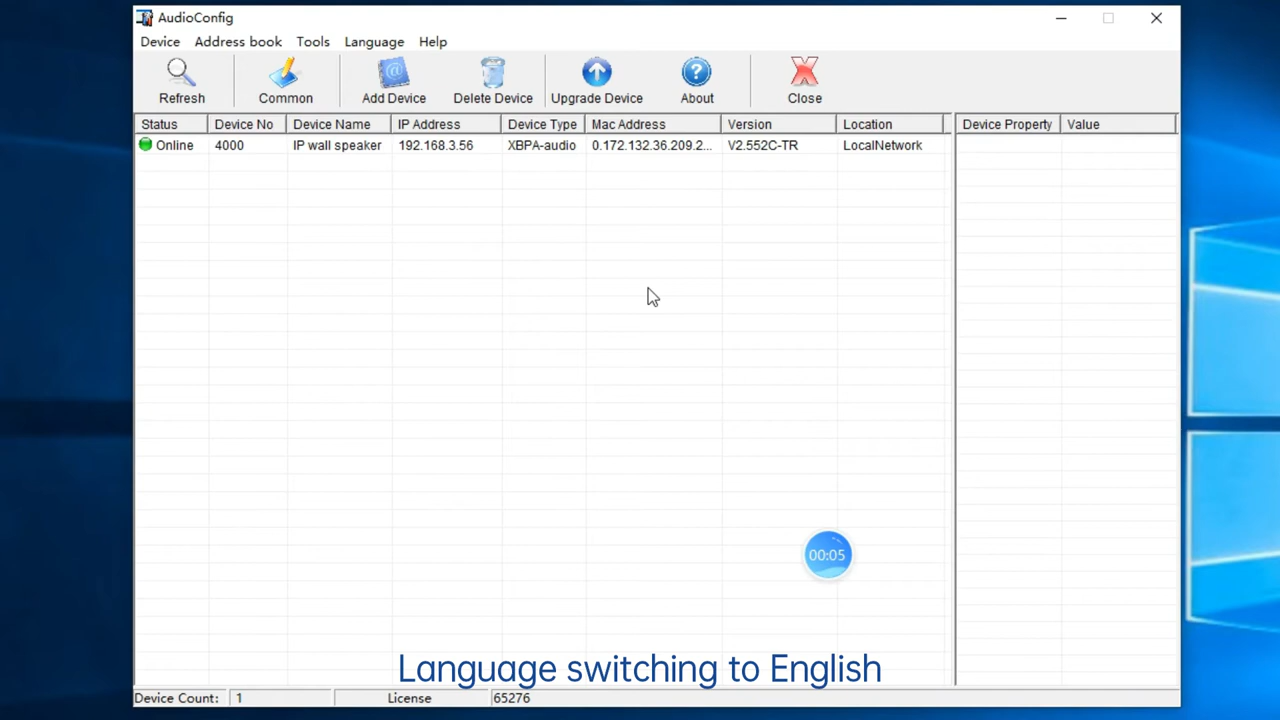 AudioConfig
Device Address book Tools Language Help
Refresh Common Add Device Delete Device Upgrade Device About Close
Status Device No Device Name IP Address Device Type Mac Address Version Location Device Property Value
Online 4000 IP wall speaker 192.168.3.56 XBPA-audio 0.172.132.36.209.2... V2.552C-TR LocalNetwork
00:05
Language switching to English
Device Count: 1 License 65276